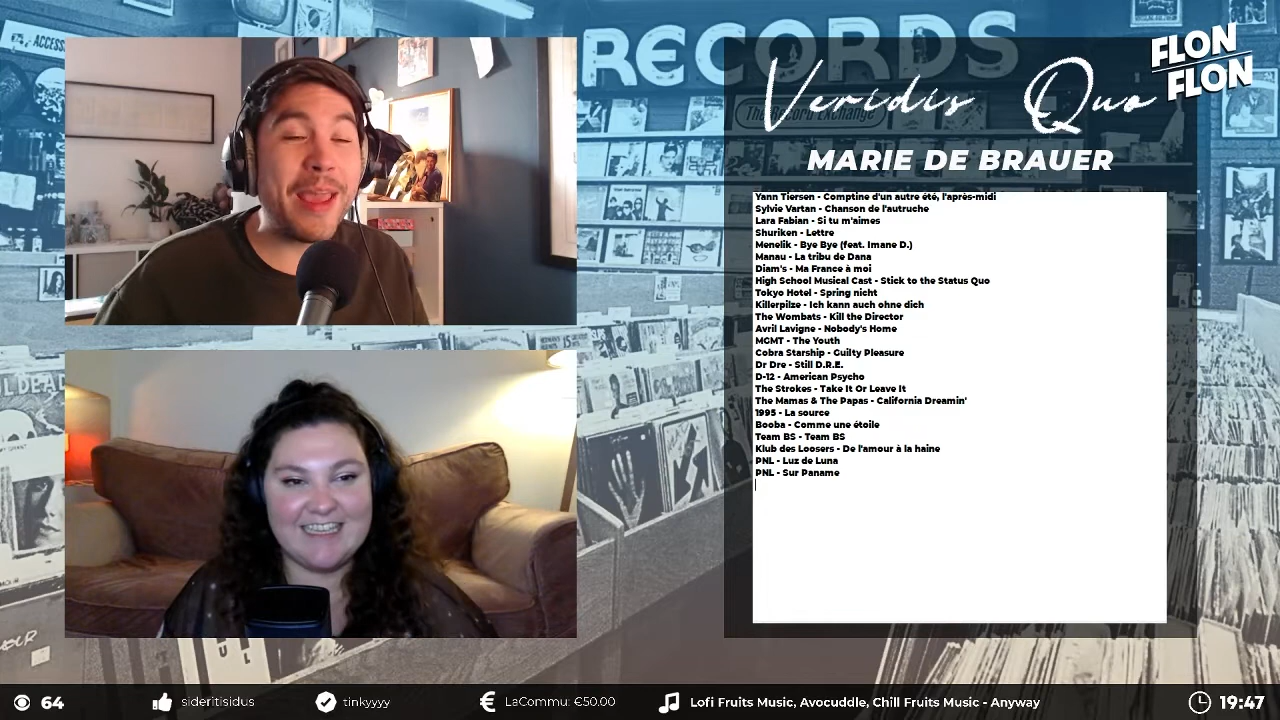 ACCESS
RECORDS
The Record Exchange
FLON
FLON
Veridis Quo
MARIE DE BRAUER
Yann Tiersen - Comptine d'un autre été, l'après-midi
Sylvie Vartan - Chanson de l'autruche
Lara Fabian - Si tu m'aimes
Shuriken - Lettre
Menelik - Bye Bye (feat. Imane D.)
Manau - La tribu de Dana
Diam's - Ma France à moi
High School Musical Cast - Stick to the Status Quo
Tokyo Hotel - Spring nicht
Killerpilze - Ich kann auch ohne dich
The Wombats - Kill the Director
Avril Lavigne - Nobody's Home
MGMT - The Youth
Cobra Starship - Guilty Pleasure
Dr Dre - Still D.R.E.
D-12 - American Psycho
The Strokes - Take It Or Leave It
The Mamas & The Papas - California Dreamin'
1995 - La source
Booba - Comme une étoile
Team BS - Team BS
Klub des Loosers - De l'amour à la haine
PNL - Luz de Luna
PNL - Sur Paname
64
sideritisidus
tinkyyyy
€ LaCommu: €50.00
Lofi Fruits Music, Avocuddle, Chill Fruits Music - Anyway
19:47